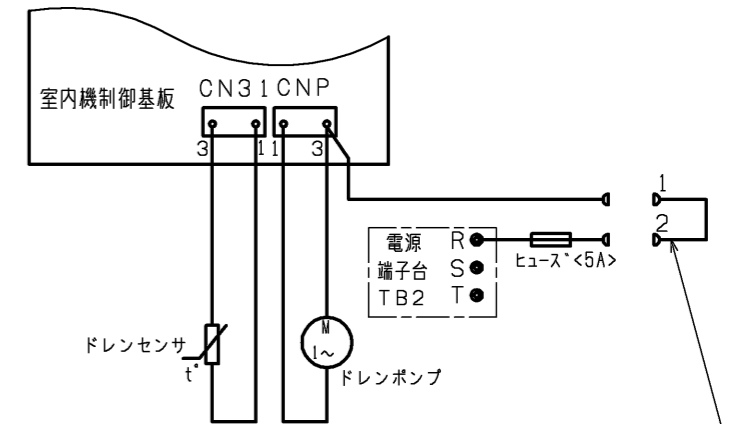 CN31 CNP
室内機制御基板
3 1 1 3
1
2
電源 R
端子台 S
TB2 T
ヒューズ<5A>
M
1~
ドレンセンサ
t°
ドレンポンプ